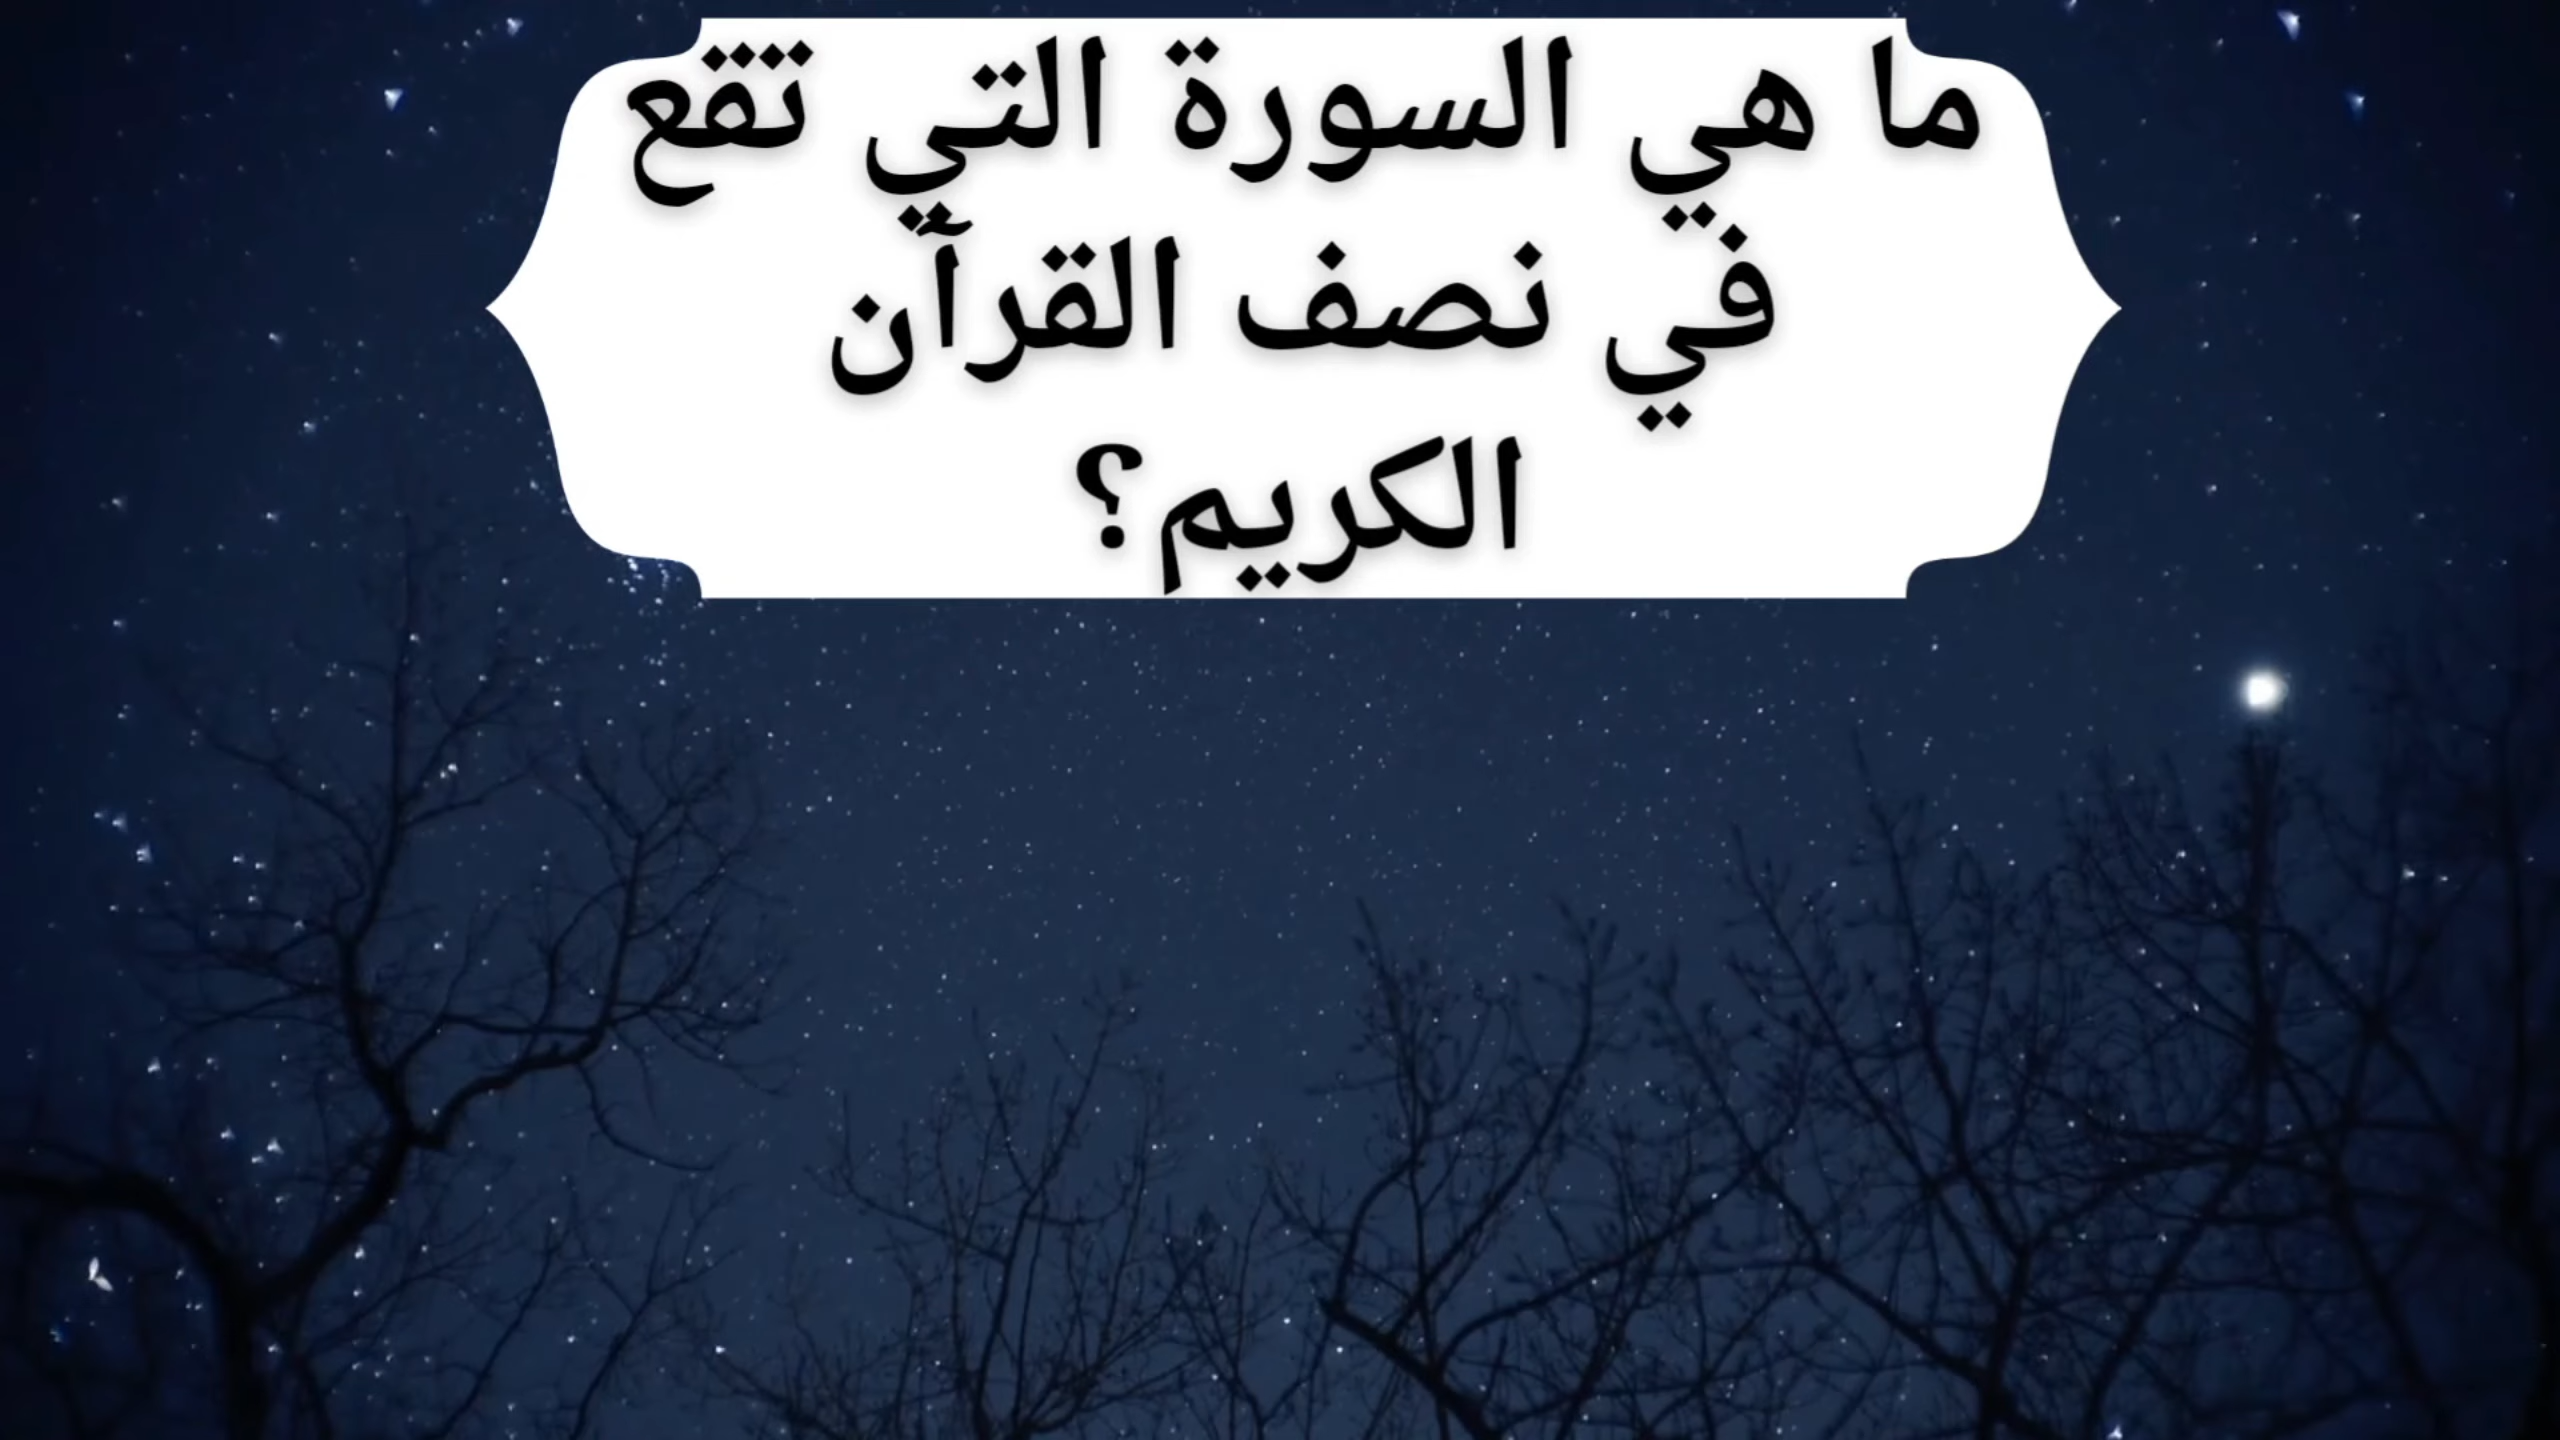 ما هي السورة التي تقع
في نصف القرآن
الكريم؟